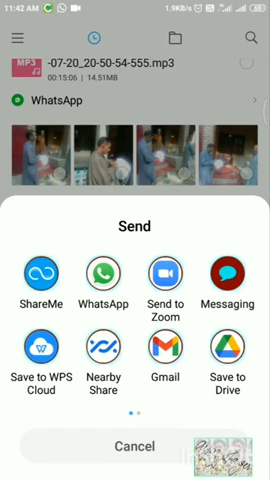 11:42 AM
1.9KB/s
MP3
-07-20_20-50-54-555.mp3
00:15:06 | 14.51MB
WhatsApp
Send
ShareMe
WhatsApp
Send to Zoom
Messaging
Save to WPS Cloud
Nearby Share
Gmail
Save to Drive
Cancel